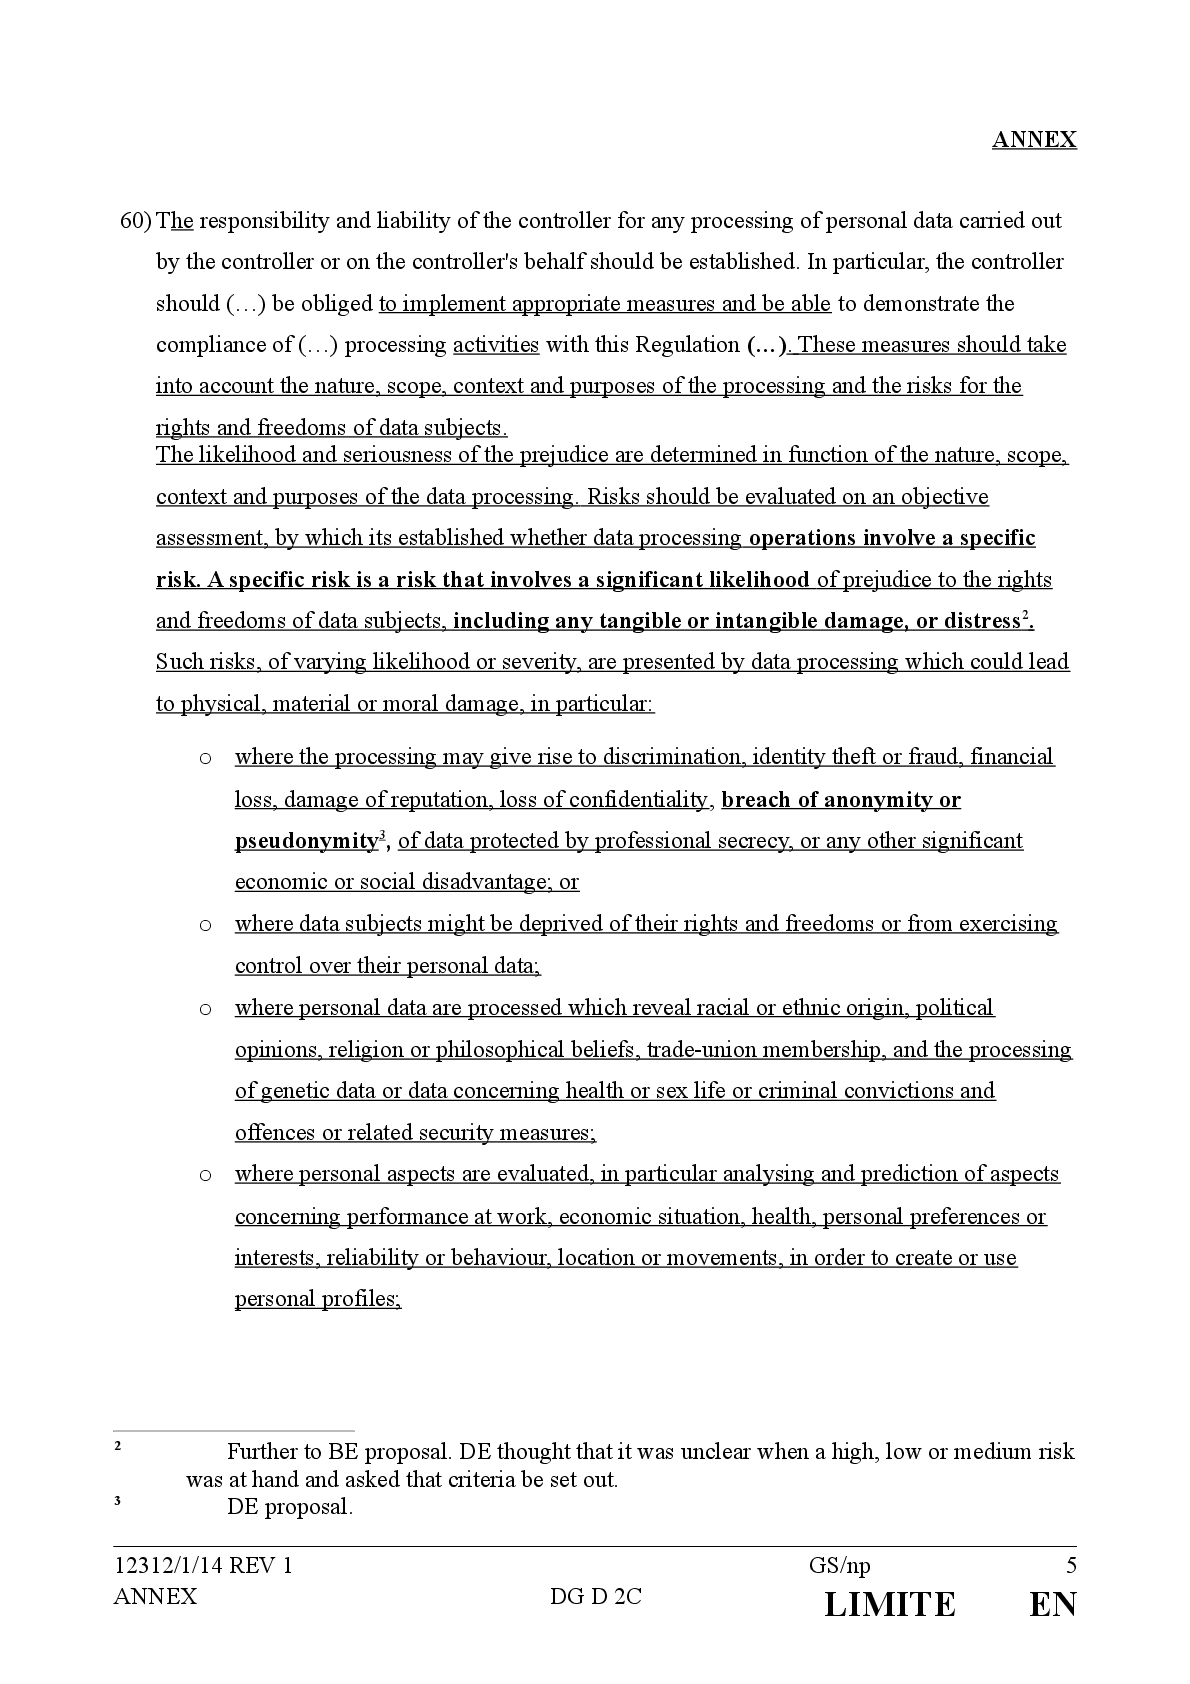 ANNEX
60) The responsibility and liability of the controller for any processing of personal data carried out
by the controller or on the controller's behalf should be established. In particular, the controller
should (…) be obliged to implement appropriate measures and be able to demonstrate the
compliance of (…) processing activities with this Regulation (…). These measures should take
into account the nature, scope, context and purposes of the processing and the risks for the
rights and freedoms of data subjects.
The likelihood and seriousness of the prejudice are determined in function of the nature, scope,
context and purposes of the data processing. Risks should be evaluated on an objective
assessment, by which its established whether data processing operations involve a specific
risk. A specific risk is a risk that involves a significant likelihood of prejudice to the rights
and freedoms of data subjects, including any tangible or intangible damage, or distress2.
Such risks, of varying likelihood or severity, are presented by data processing which could lead
to physical, material or moral damage, in particular:
o where the processing may give rise to discrimination, identity theft or fraud, financial
loss, damage of reputation, loss of confidentiality, breach of anonymity or
pseudonymity3, of data protected by professional secrecy, or any other significant
economic or social disadvantage; or
o where data subjects might be deprived of their rights and freedoms or from exercising
control over their personal data;
o where personal data are processed which reveal racial or ethnic origin, political
opinions, religion or philosophical beliefs, trade-union membership, and the processing
of genetic data or data concerning health or sex life or criminal convictions and
offences or related security measures;
o where personal aspects are evaluated, in particular analysing and prediction of aspects
concerning performance at work, economic situation, health, personal preferences or
interests, reliability or behaviour, location or movements, in order to create or use
personal profiles;
2 Further to BE proposal. DE thought that it was unclear when a high, low or medium risk
was at hand and asked that criteria be set out.
3 DE proposal.
12312/1/14 REV 1 GS/np 5
ANNEX DG D 2C LIMITE EN